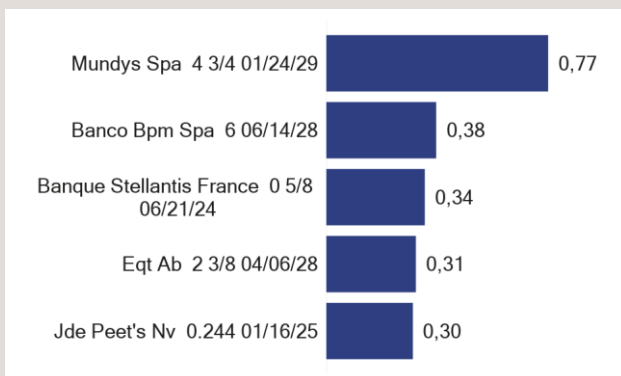 Mundys Spa 4 3/4 01/24/29 0,77
Banco Bpm Spa 6 06/14/28 0,38
Banque Stellantis France 0 5/8
06/21/24 0,34
Eqt Ab 2 3/8 04/06/28 0,31
Jde Peet's Nv 0.244 01/16/25 0,30